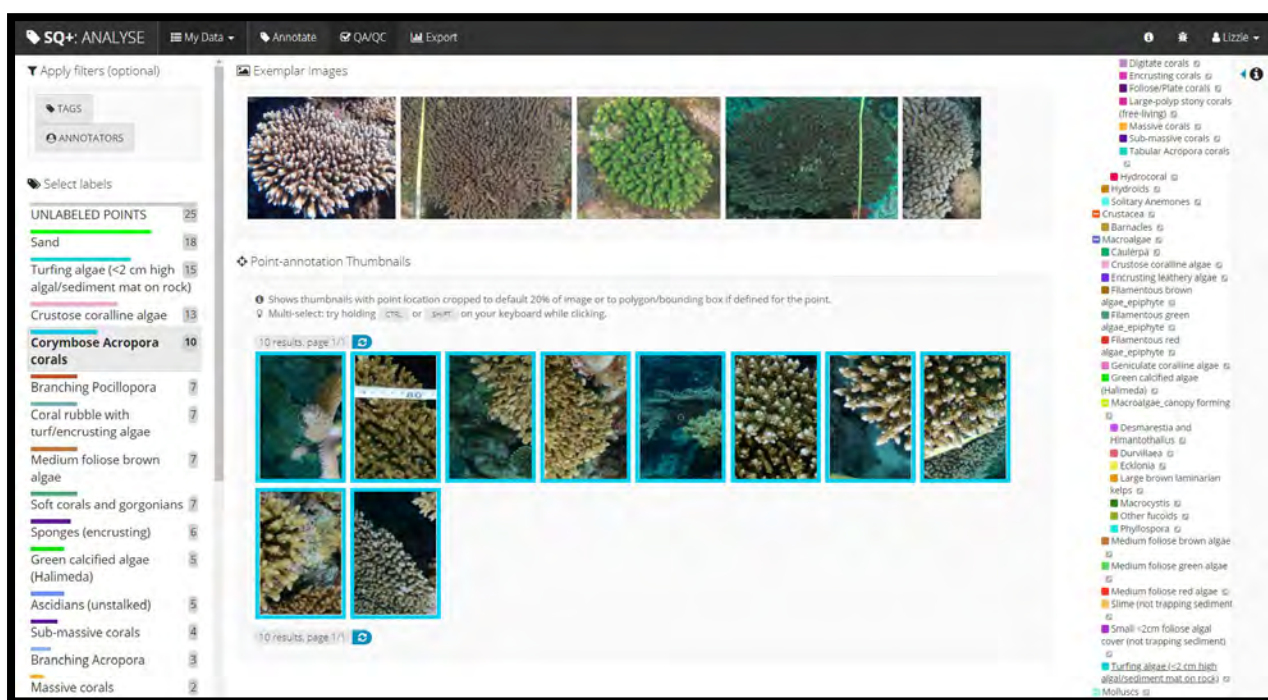 SQ+: ANALYSE
My Data
Annotate
QA/QC
Export
Lizzie
Apply filters (optional)
TAGS
ANNOTATORS
Select labels
UNLABELED POINTS 25
Sand 18
Turfing algae (<2 cm high 15
algal/sediment mat on rock)
Crustose coralline algae 13
Corymbose Acropora 10
corals
Branching Pocillopora 7
Coral rubble with 7
turf/encrusting algae
Medium foliose brown 7
algae
Soft corals and gorgonians 7
Sponges (encrusting) 6
Green calcified algae 5
(Halimeda)
Ascidians (unstalked) 5
Sub-massive corals 4
Branching Acropora 3
Massive corals 2
Exemplar Images
Point-annotation Thumbnails
Shows thumbnails with point location cropped to default 20% of image or to polygon/bounding box if defined for the point.
Multi-select: try holding CTRL or SHIFT on your keyboard while clicking.
10 results, page 1/1
10 results, page 1/1
Digitate corals
Encrusting corals
Foliose/Plate corals
Large-polyp stony corals
(free-living)
Massive corals
Sub-massive corals
Tabular Acropora corals
Hydrocoral
Hydroids
Solitary Anemones
Crustacea
Barnacles
Macroalgae
Caulerpa
Crustose coralline algae
Encrusting leathery algae
Filamentous brown
algae_epiphyte
Filamentous green
algae_epiphyte
Filamentous red
algae_epiphyte
Geniculate coralline algae
Green calcified algae
(Halimeda)
Macroalgae_canopy forming
Desmarestia and
Himantothallus
Durvillaea
Ecklonia
Large brown laminarian
kelps
Macrocystis
Other fucoids
Phyllospora
Medium foliose brown algae
Medium foliose green algae
Medium foliose red algae
Slime (not trapping sediment
Small <2cm foliose algal
cover (not trapping sediment)
Turfing algae (<2 cm high
algal/sediment mat on rock)
Molluscs